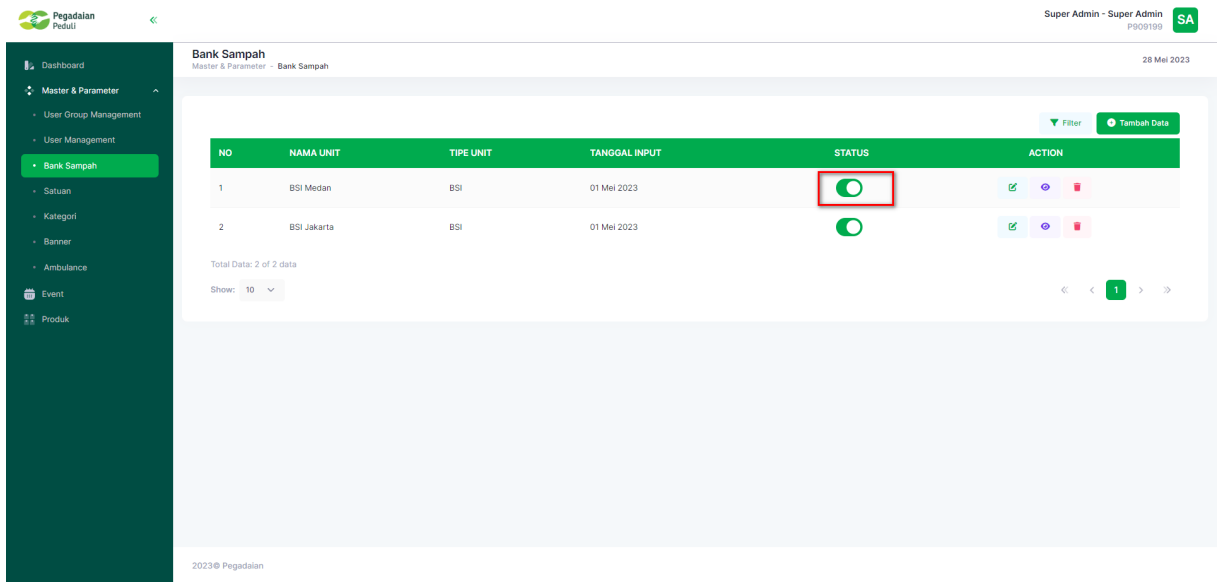 Pegadaian
Peduli
Super Admin - Super Admin
P909199
SA
Dashboard
Master & Parameter
User Group Management
User Management
Bank Sampah
Satuan
Kategori
Banner
Ambulance
Event
Produk
Bank Sampah
Master & Parameter - Bank Sampah
28 Mei 2023
Filter
Tambah Data
NO NAMA UNIT TIPE UNIT TANGGAL INPUT STATUS ACTION
1 BSI Medan BSI 01 Mei 2023
2 BSI Jakarta BSI 01 Mei 2023
Total Data: 2 of 2 data
Show: 10
1
2023© Pegadaian